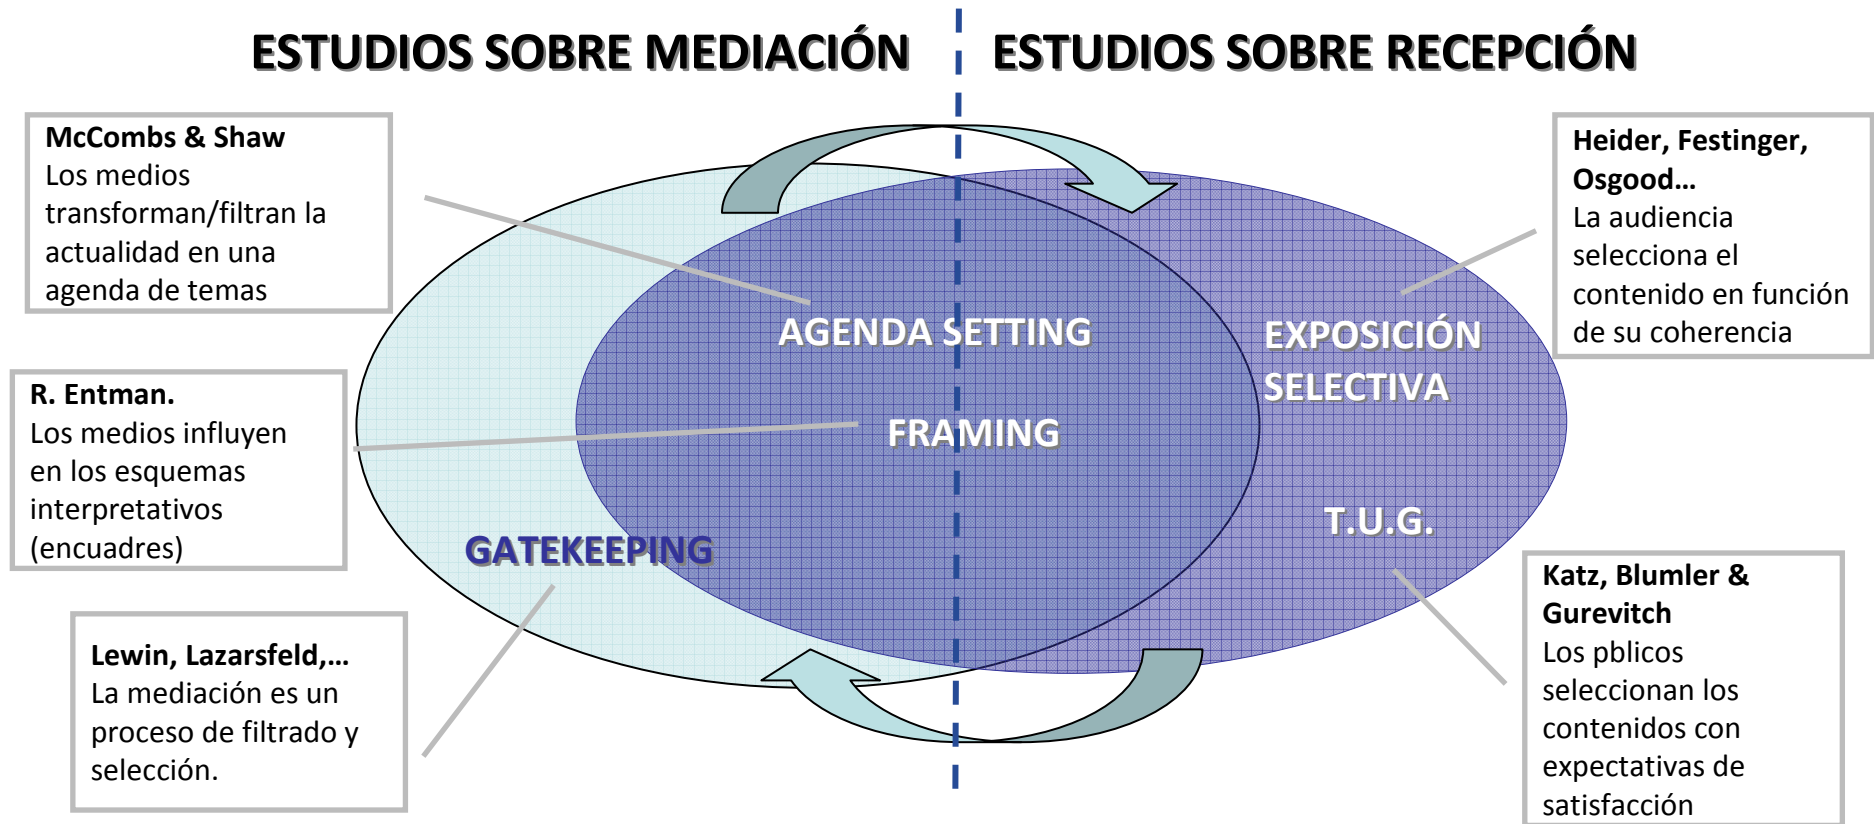 ESTUDIOS SOBRE MEDIACIÓN
ESTUDIOS SOBRE RECEPCIÓN
McCombs & Shaw
Los medios
transforman/filtran la
actualidad en una
agenda de temas
R. Entman.
Los medios influyen
en los esquemas
interpretativos
(encuadres)
Lewin, Lazarsfeld,...
La mediación es un
proceso de filtrado y
selección.
GATEKEEPING
AGENDA SETTING
FRAMING
EXPOSICIÓN
SELECTIVA
T.U.G.
Heider, Festinger,
Osgood...
La audiencia
selecciona el
contenido en función
de su coherencia
Katz, Blumler &
Gurevitch
Los pblicos
seleccionan los
contenidos con
expectativas de
satisfacción